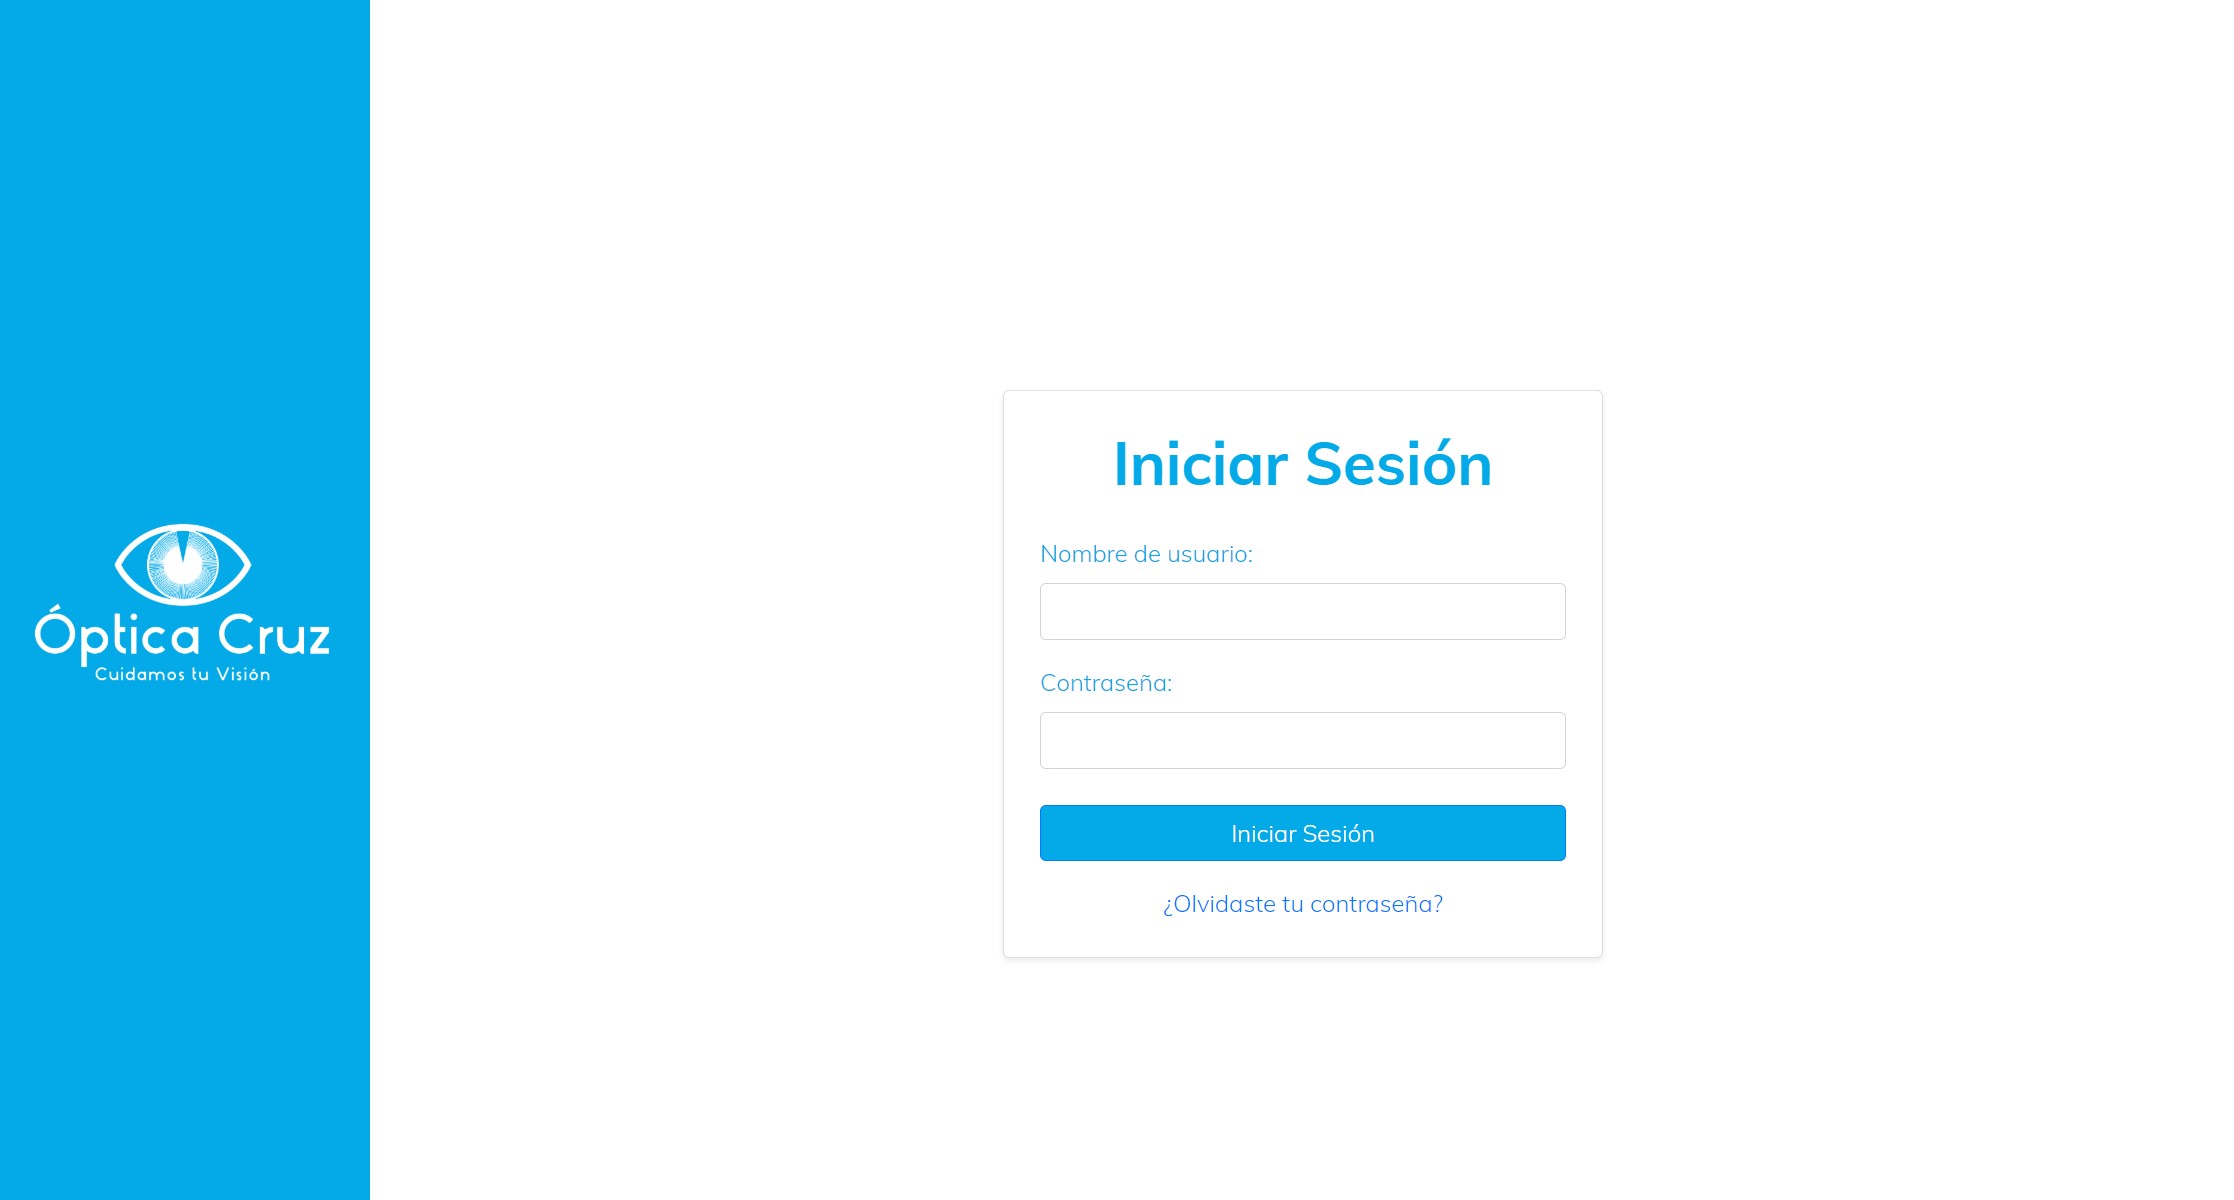 Óptica Cruz
Cuidamos tu Visión
Iniciar Sesión
Nombre de usuario:
Contraseña:
Iniciar Sesión
¿Olvidaste tu contraseña?